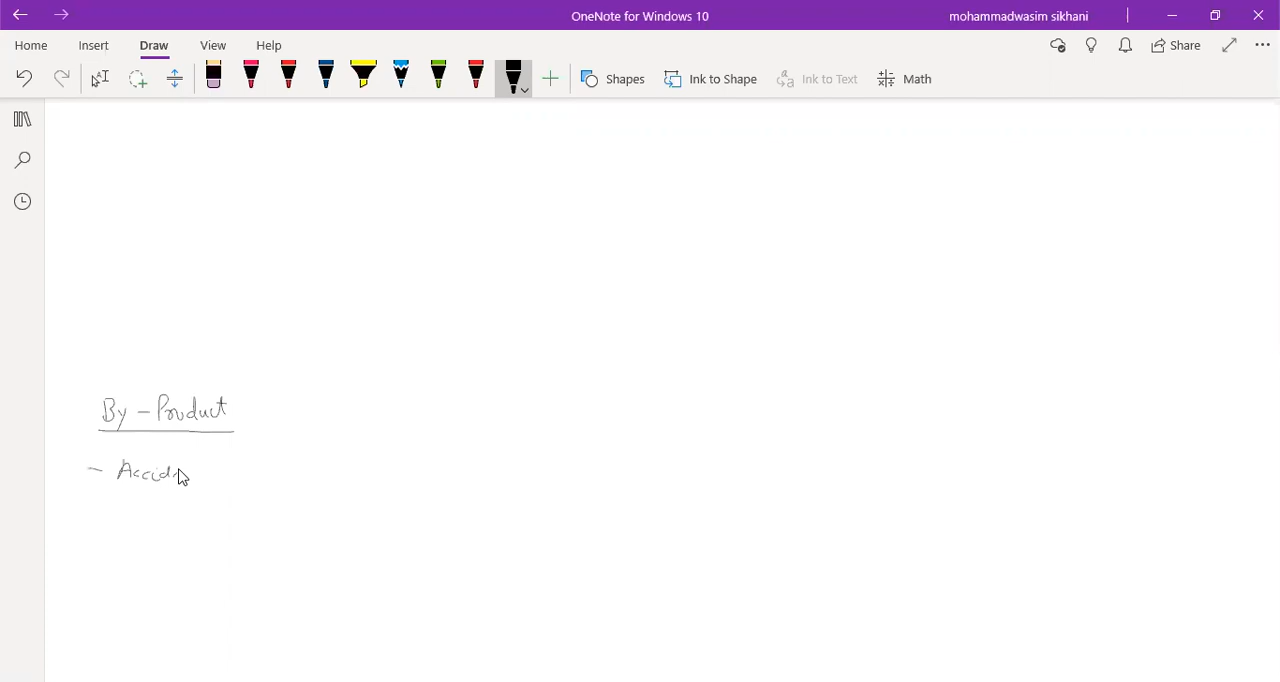 OneNote for Windows 10
mohammadwasim sikhani
Home Insert Draw View Help
Share
Shapes Ink to Shape Ink to Text Math
By - Product
- Accide